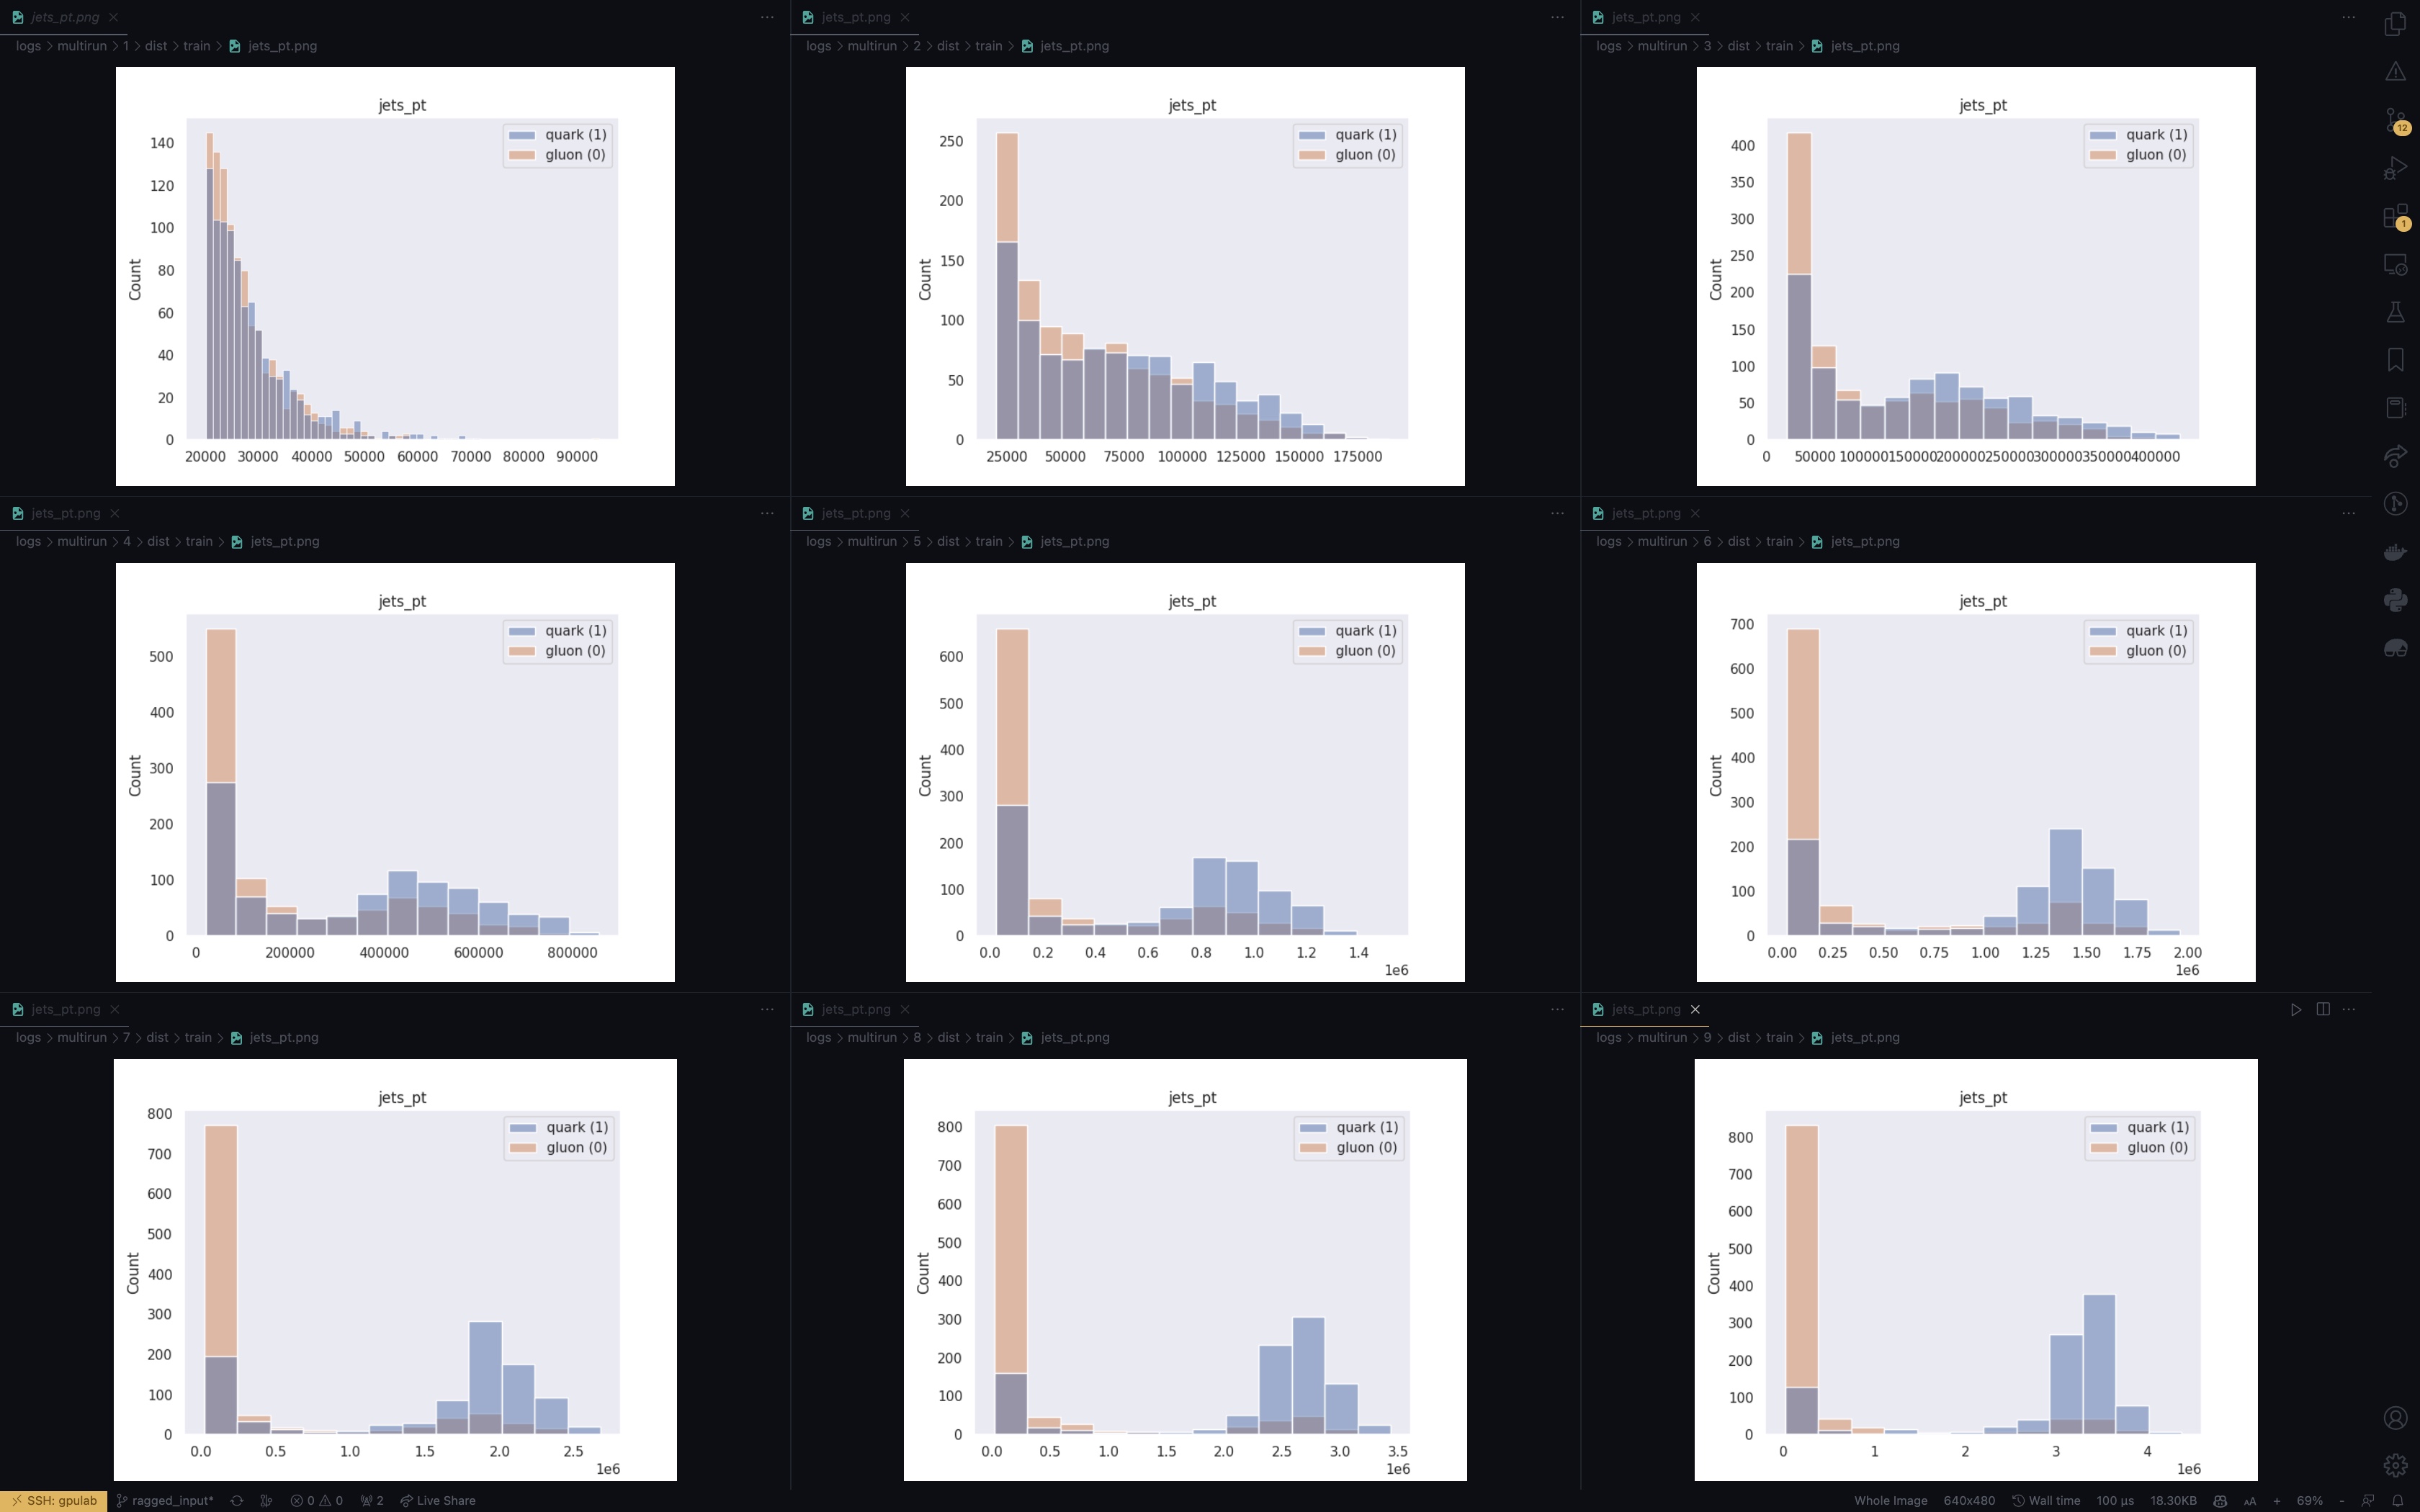 jets_pt.png
logs > multirun > 1 > dist > train > jets_pt.png
jets_pt
quark (1)
gluon (0)
Count
140
120
100
80
60
40
20
0
20000 30000 40000 50000 60000 70000 80000 90000
jets_pt.png
logs > multirun > 2 > dist > train > jets_pt.png
jets_pt
quark (1)
gluon (0)
Count
250
200
150
100
50
0
25000 50000 75000 100000 125000 150000 175000
jets_pt.png
logs > multirun > 3 > dist > train > jets_pt.png
jets_pt
quark (1)
gluon (0)
Count
400
350
300
250
200
150
100
50
0
0 50000 100000 150000 200000 250000 300000 350000 400000
12
1
jets_pt.png
logs > multirun > 4 > dist > train > jets_pt.png
jets_pt
quark (1)
gluon (0)
Count
500
400
300
200
100
0
0 200000 400000 600000 800000
jets_pt.png
logs > multirun > 5 > dist > train > jets_pt.png
jets_pt
quark (1)
gluon (0)
Count
600
500
400
300
200
100
0
0.0 0.2 0.4 0.6 0.8 1.0 1.2 1.4
1e6
jets_pt.png
logs > multirun > 6 > dist > train > jets_pt.png
jets_pt
quark (1)
gluon (0)
Count
700
600
500
400
300
200
100
0
0.00 0.25 0.50 0.75 1.00 1.25 1.50 1.75 2.00
1e6
jets_pt.png
logs > multirun > 7 > dist > train > jets_pt.png
jets_pt
quark (1)
gluon (0)
Count
800
700
600
500
400
300
200
100
0
0.0 0.5 1.0 1.5 2.0 2.5
1e6
jets_pt.png
logs > multirun > 8 > dist > train > jets_pt.png
jets_pt
quark (1)
gluon (0)
Count
800
700
600
500
400
300
200
100
0
0.0 0.5 1.0 1.5 2.0 2.5 3.0 3.5
1e6
jets_pt.png
logs > multirun > 9 > dist > train > jets_pt.png
jets_pt
quark (1)
gluon (0)
Count
800
700
600
500
400
300
200
100
0
0 1 2 3 4
1e6
SSH: gpulab ragged_input* 0 0 2 Live Share Whole Image 640x480 Wall time 100 µs 18.30KB AA + 69% -